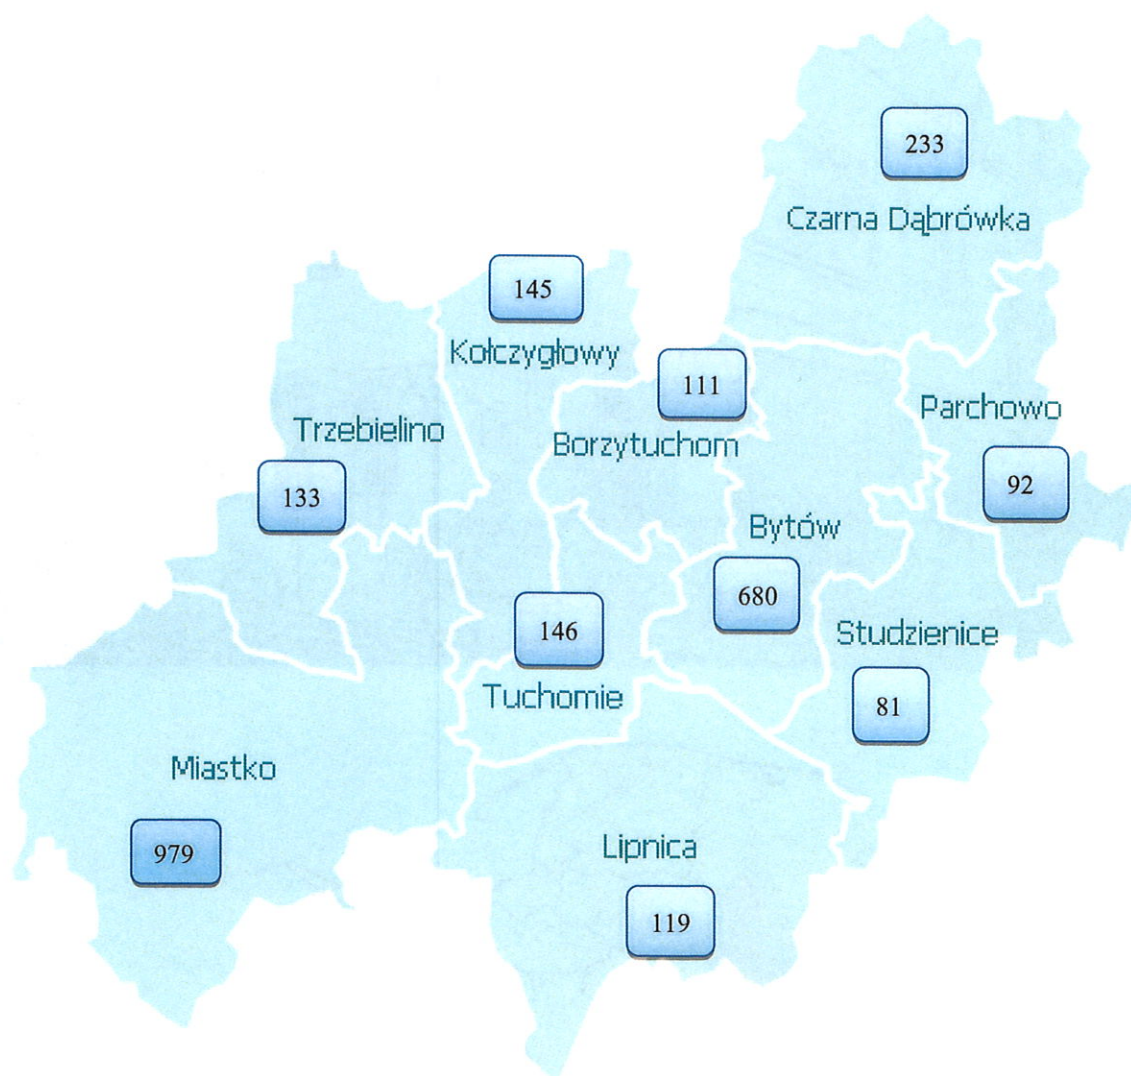 233
Czarna Dąbrówka
145
Kołczygłowy
111
Borzytuchom
Parchowo
92
Trzebielino
133
Bytów
680
146
Tuchomie
Studzienice
81
Miastko
979
Lipnica
119